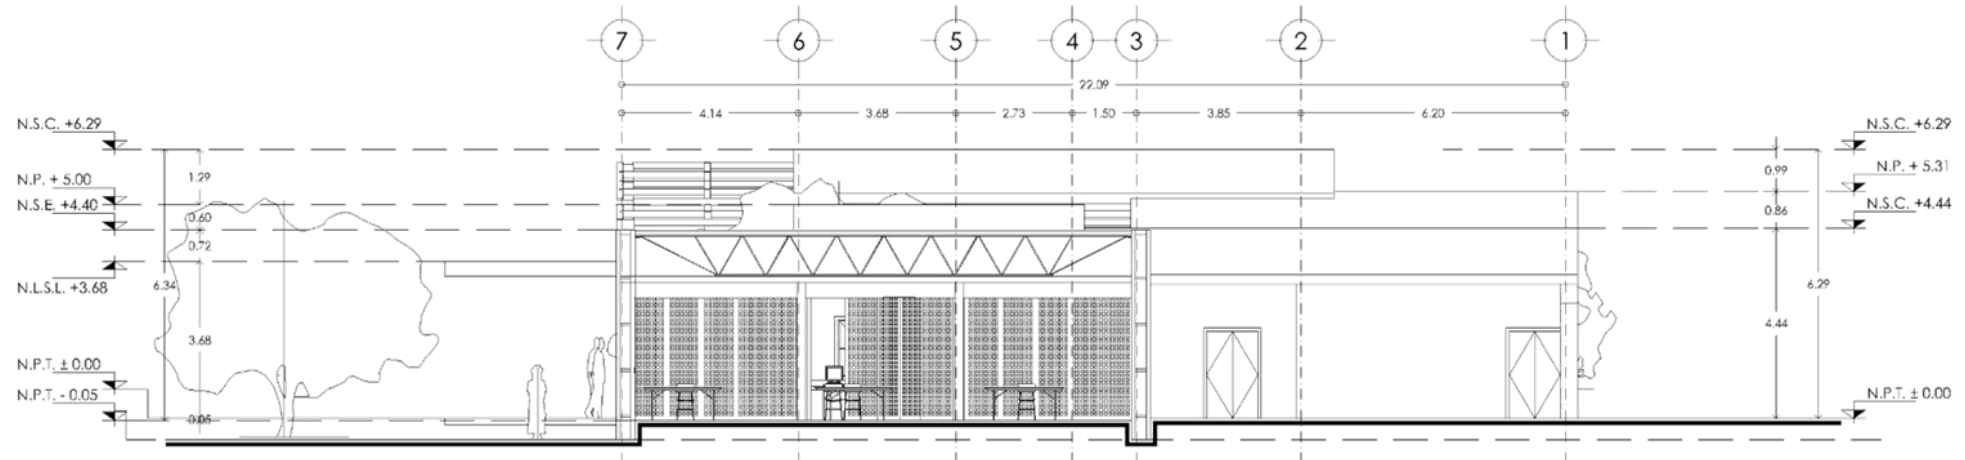 7 6 5 4 3 2 1
22.09
4.14 3.68 2.73 1.50 3.85 6.20
N.S.C. +6.29
N.P. + 5.00
N.S.E. +4.40
N.L.S.L. +3.68
N.P.T. ± 0.00
N.P.T. - 0.05
6.34
1.29
0.60
0.72
3.68
0.05
0.99
0.86
4.44
6.29
N.S.C. +6.29
N.P. + 5.31
N.S.C. +4.44
N.P.T. ± 0.00